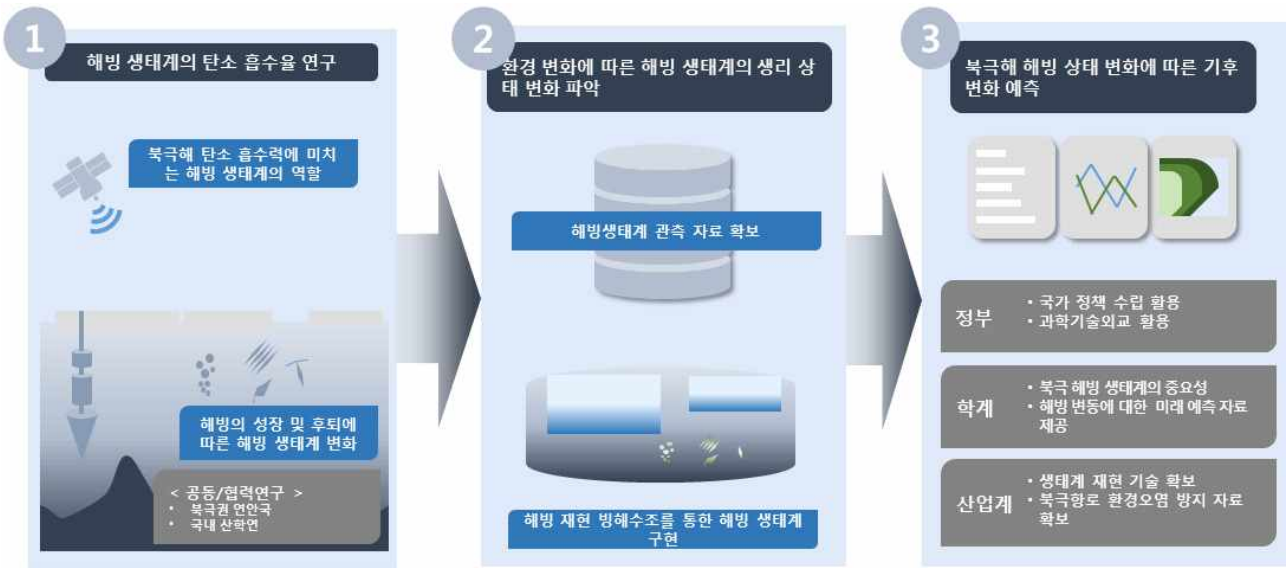 1
해빙 생태계의 탄소 흡수율 연구
북극해 탄소 흡수력에 미치
는 해빙 생태계의 역할
해빙의 성장 및 후퇴에
따른 해빙 생태계 변화
< 공동/협력연구 >
• 북극권 연안국
• 국내 산학연
2
환경 변화에 따른 해빙 생태계의 생리 상
태 변화 파악
해빙생태계 관측 자료 확보
해빙 재현 빙해수조를 통한 해빙 생태계
구현
3
북극해 해빙 상태 변화에 따른 기후
변화 예측
정부
• 국가 정책 수립 활용
• 과학기술외교 활용
학계
• 북극 해빙 생태계의 중요성
• 해빙 변동에 대한 미래 예측 자료
제공
산업계
• 생태계 재현 기술 확보
• 북극항로 환경오염 방지 자료
확보